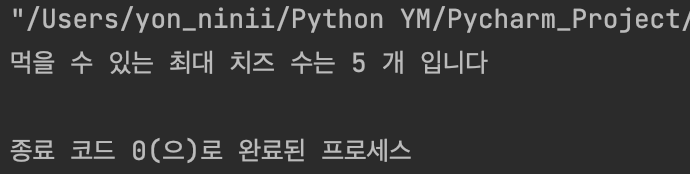 "/Users/yon_ninii/Python YM/Pycharm_Project/
먹을 수 있는 최대 치즈 수는 5 개 입니다
종료 코드 0(으)로 완료된 프로세스